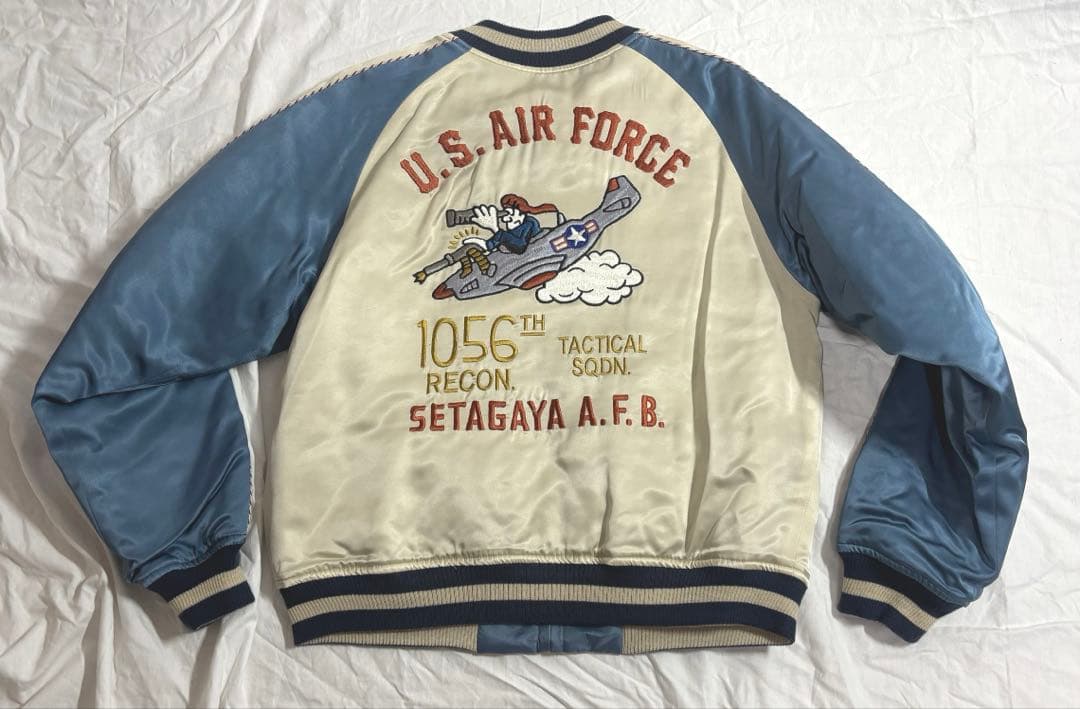 U.S. AIR FORCE
1056TH TACTICAL
RECON. SQDN.
SETAGAYA A.F.B.